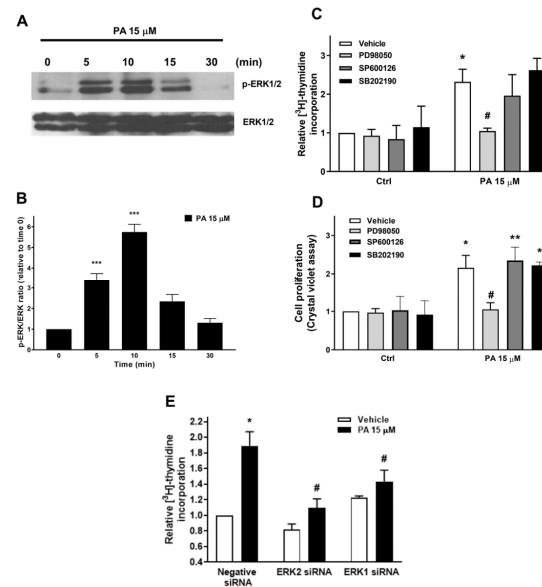 A
PA 15 µM
0 5 10 15 30 (min)
p-ERK1/2
ERK1/2
B
p-ERK/ERK ratio (relative to time 0)
PA 15 µM
***
***
6
5
4
3
2
1
0
0 5 10 15 30
Time (min)
C
Relative [³H]-thymidine
incorporation
Vehicle
PD98050
SP600126
SB202190
*
#
3
2
1
0
Ctrl PA 15 µM
D
Cell proliferation
(Crystal violet assay)
Vehicle
PD98050
SP600126
SB202190
*
#
**
*
3
2
1
0
Ctrl PA 15 µM
E
Relative [³H]-thymidine
incorporation
Vehicle
PA 15 µM
*
#
#
2.2
2.0
1.8
1.6
1.4
1.2
1.0
0.8
0.6
0.4
Negative
siRNA
ERK2 siRNA
ERK1 siRNA